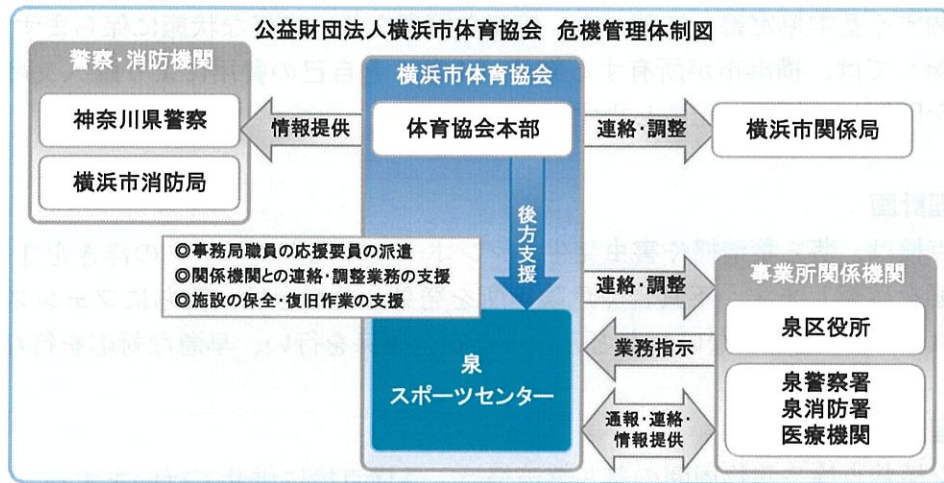 公益財団法人横浜市体育協会 危機管理体制図
警察・消防機関
神奈川県警察
横浜市消防局
情報提供
横浜市体育協会
体育協会本部
連絡・調整
横浜市関係局
後方支援
◎事務局職員の応援要員の派遣
◎関係機関との連絡・調整業務の支援
◎施設の保全・復旧作業の支援
泉
スポーツセンター
連絡・調整
業務指示
通報・連絡・
情報提供
事業所関係機関
泉区役所
泉警察署
泉消防署
医療機関